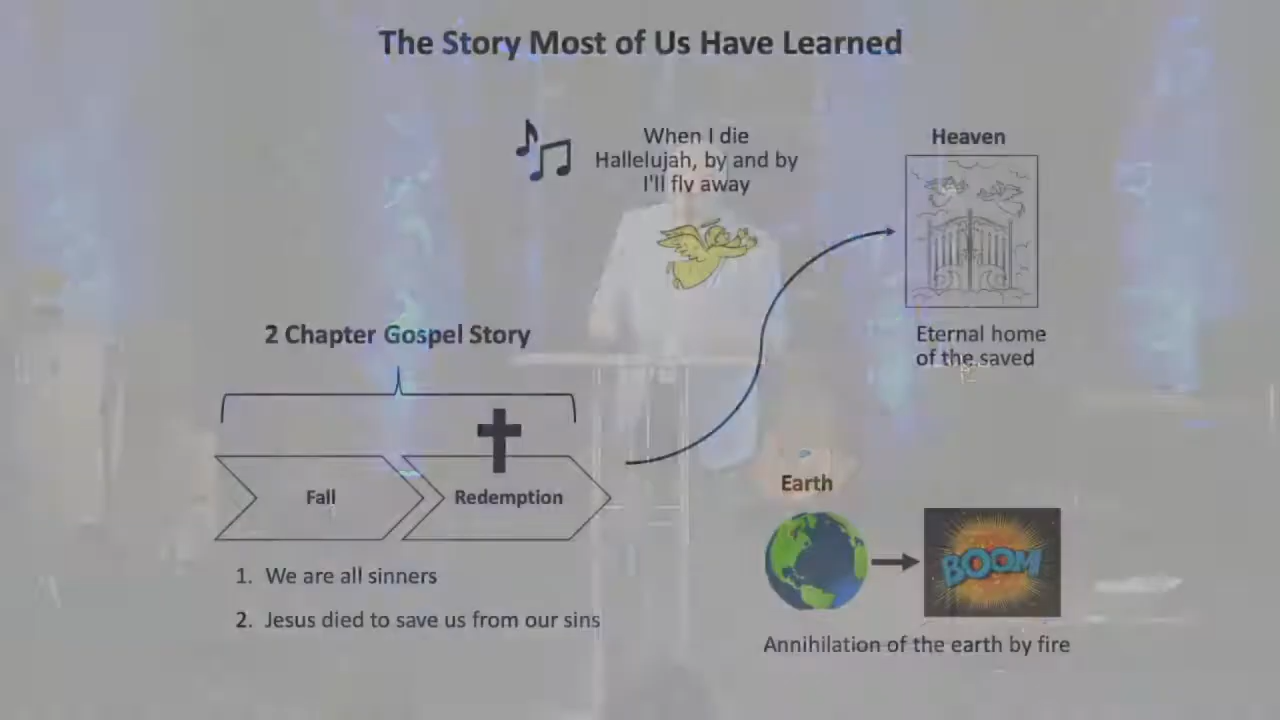 The Story Most of Us Have Learned
When I die
Hallelujah, by and by
I'll fly away
Heaven
Eternal home
of the saved
2 Chapter Gospel Story
Fall
Redemption
1. We are all sinners
2. Jesus died to save us from our sins
Earth
BOOM
Annihilation of the earth by fire